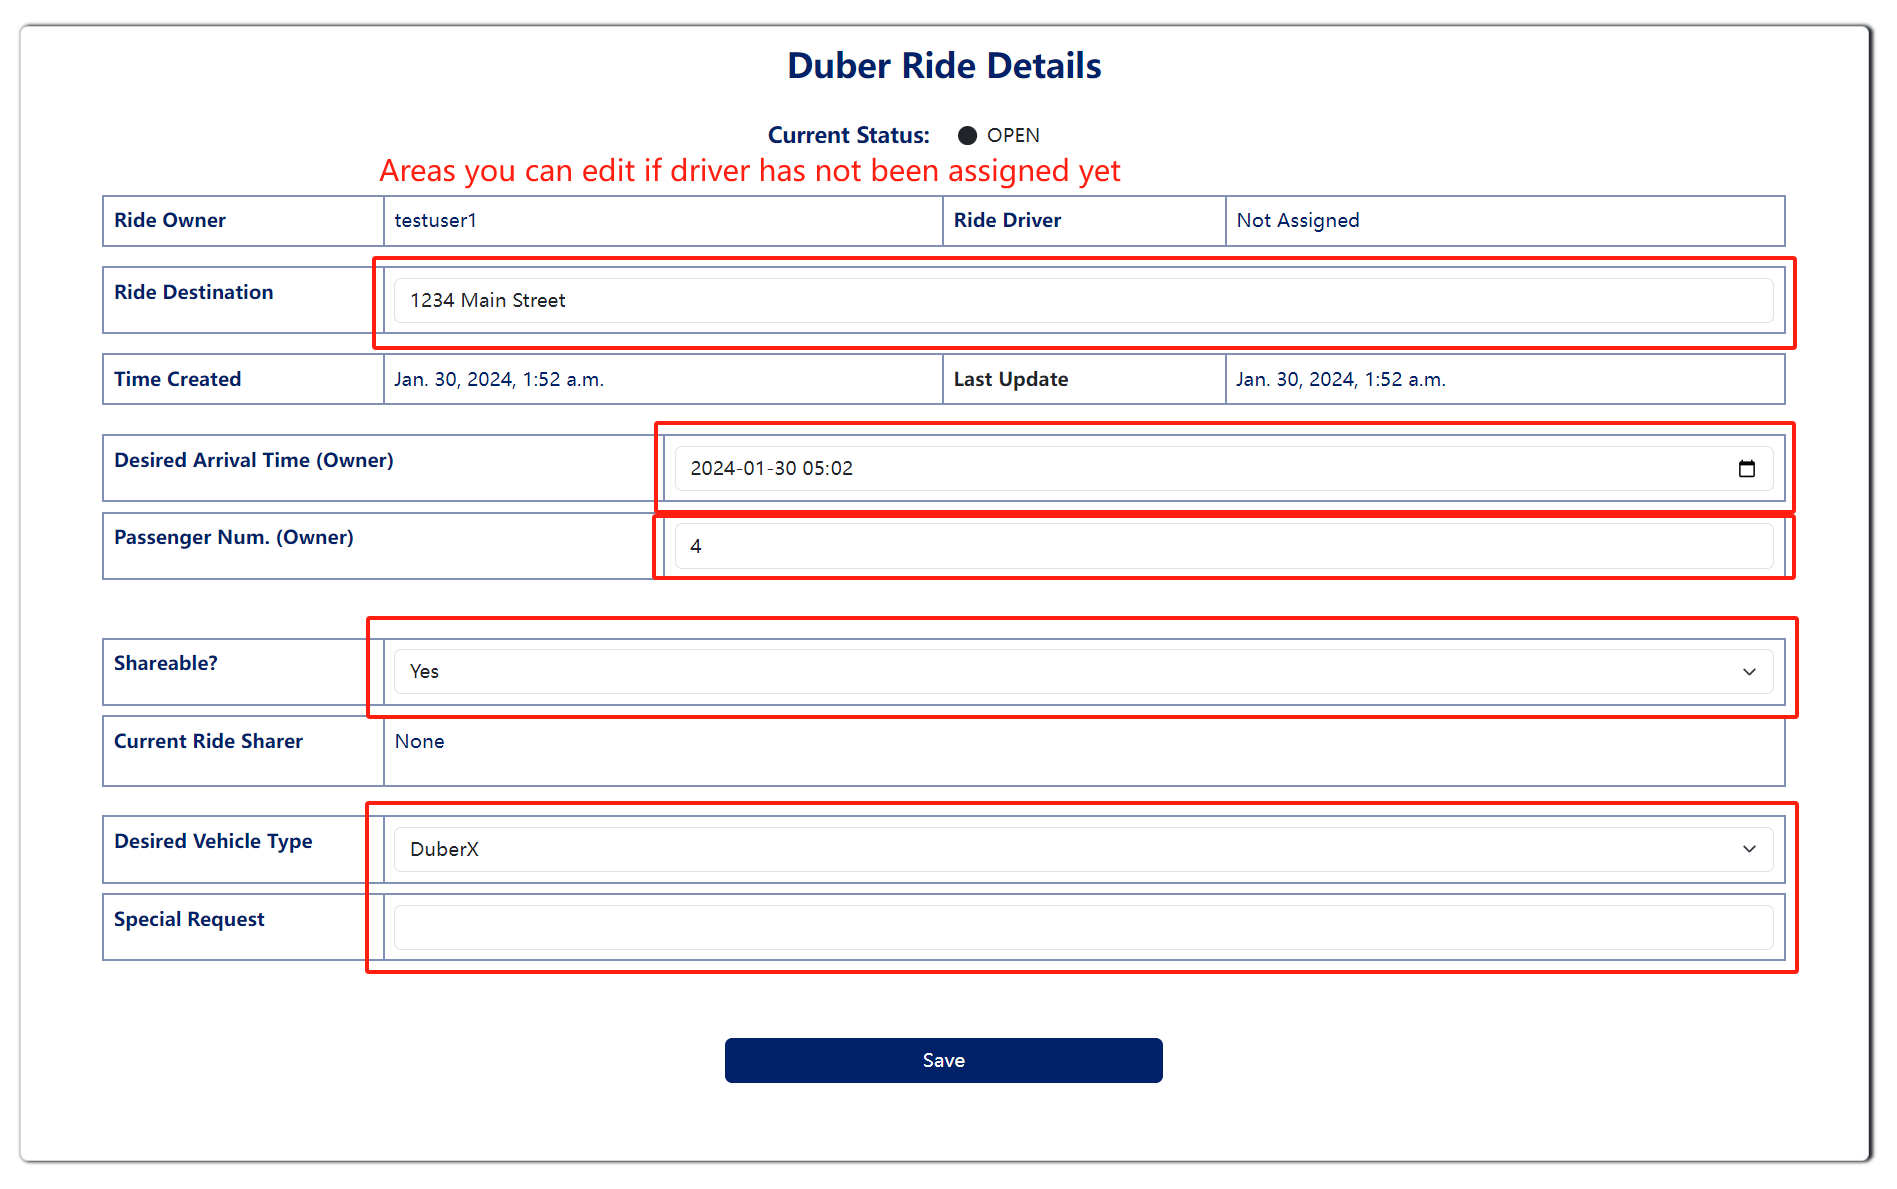 Duber Ride Details
Current Status: OPEN
Areas you can edit if driver has not been assigned yet
Ride Owner testuser1 Ride Driver Not Assigned
Ride Destination 1234 Main Street
Time Created Jan. 30, 2024, 1:52 a.m. Last Update Jan. 30, 2024, 1:52 a.m.
Desired Arrival Time (Owner) 2024-01-30 05:02
Passenger Num. (Owner) 4
Shareable? Yes
Current Ride Sharer None
Desired Vehicle Type DuberX
Special Request
Save